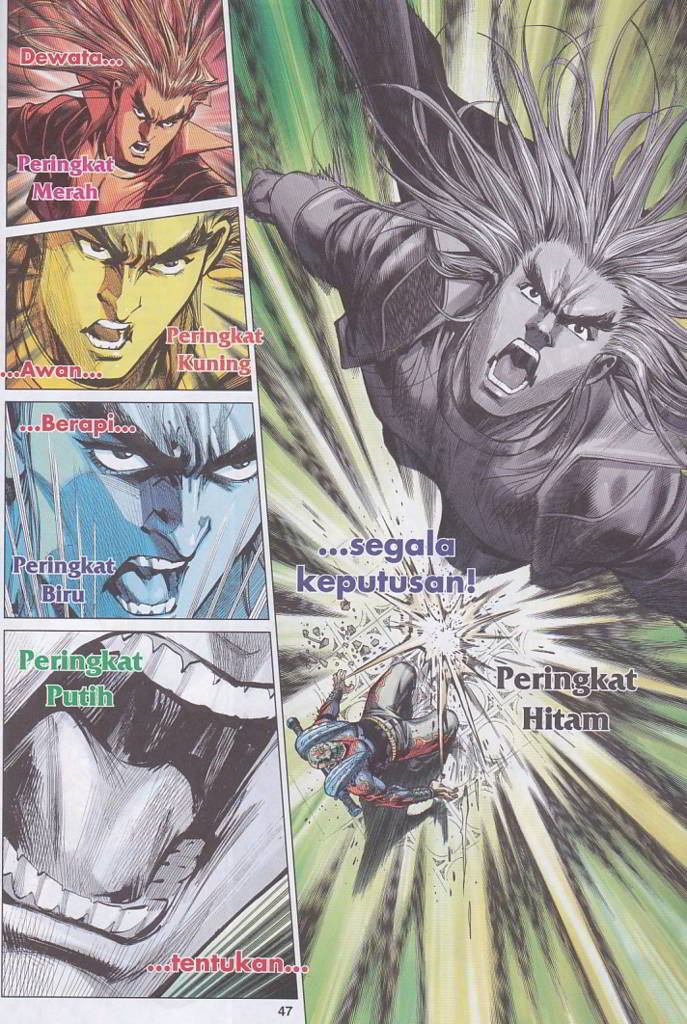 Dewata...
Peringkat
Merah
Peringkat
Kuning
...Awan...
...Berapi...
Peringkat
Biru
Peringkat
Putih
...tentukan...
...segala
keputusan!
Peringkat
Hitam
47